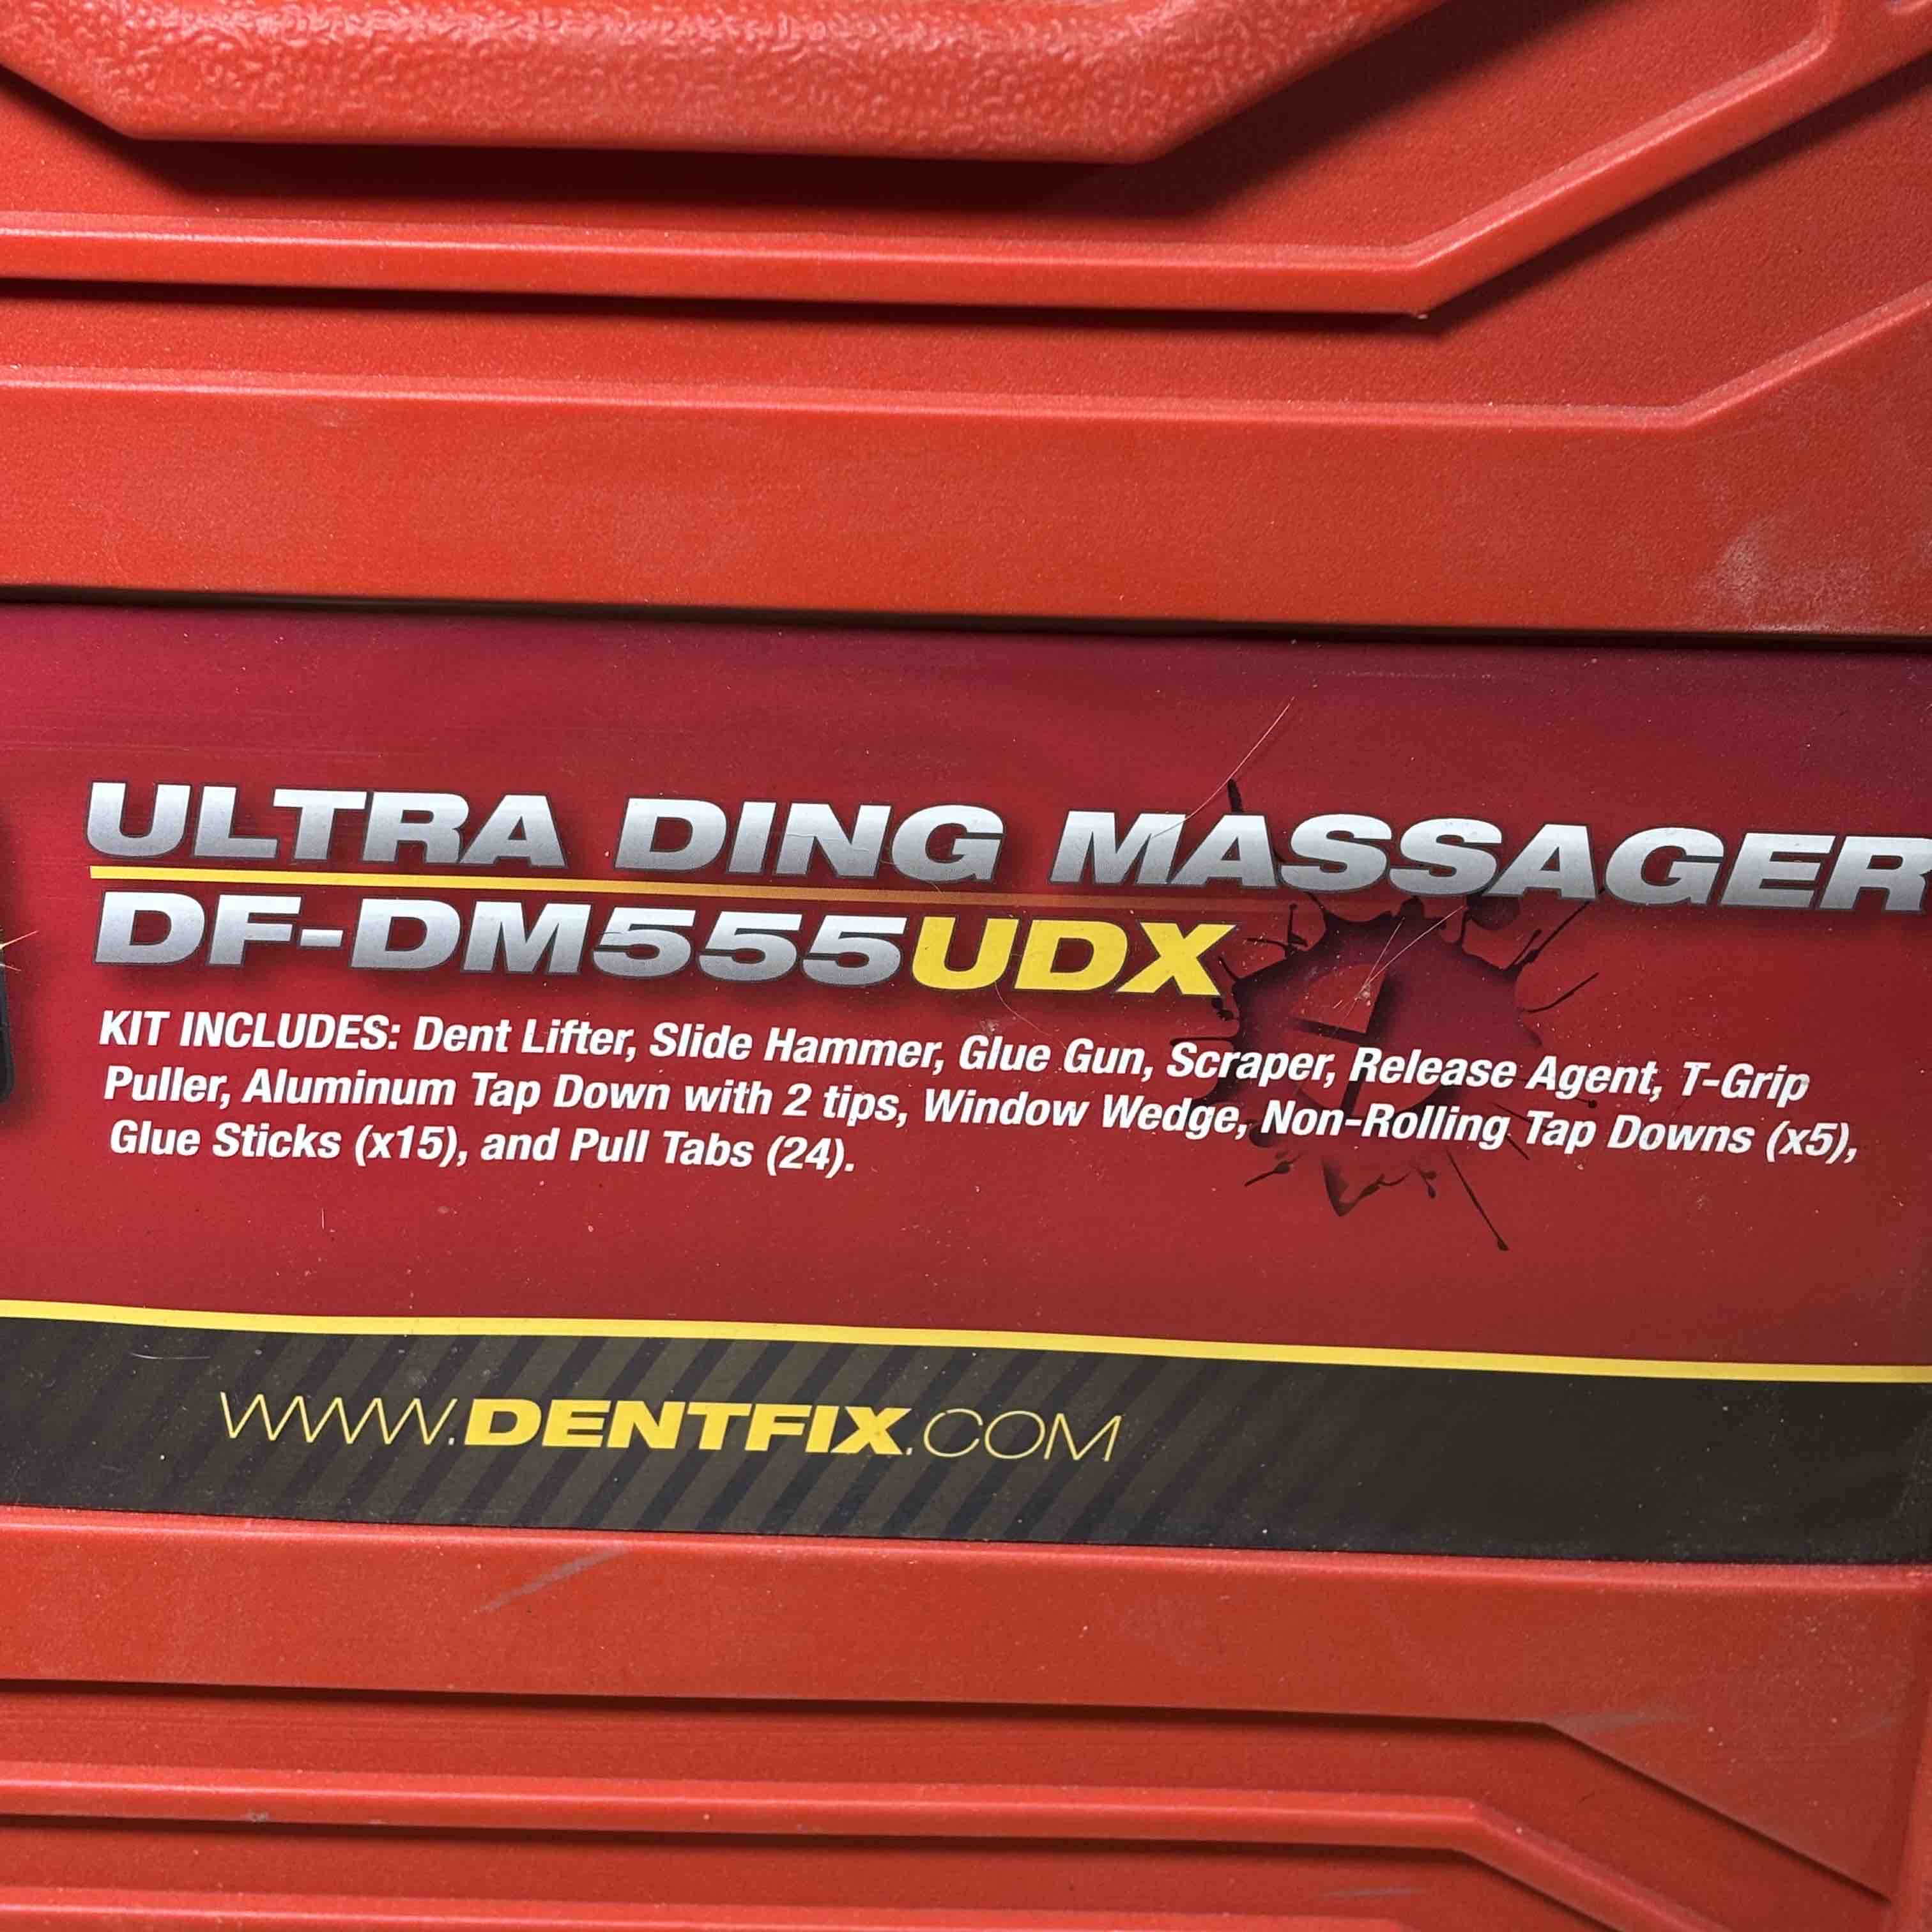 ULTRA DING MASSAGER
DF-DM555UDX
KIT INCLUDES: Dent Lifter, Slide Hammer, Glue Gun, Scraper, Release Agent, T-Grip
Puller, Aluminum Tap Down with 2 tips, Window Wedge, Non-Rolling Tap Downs (x5),
Glue Sticks (x15), and Pull Tabs (24).
WWW.DENTFIX.COM